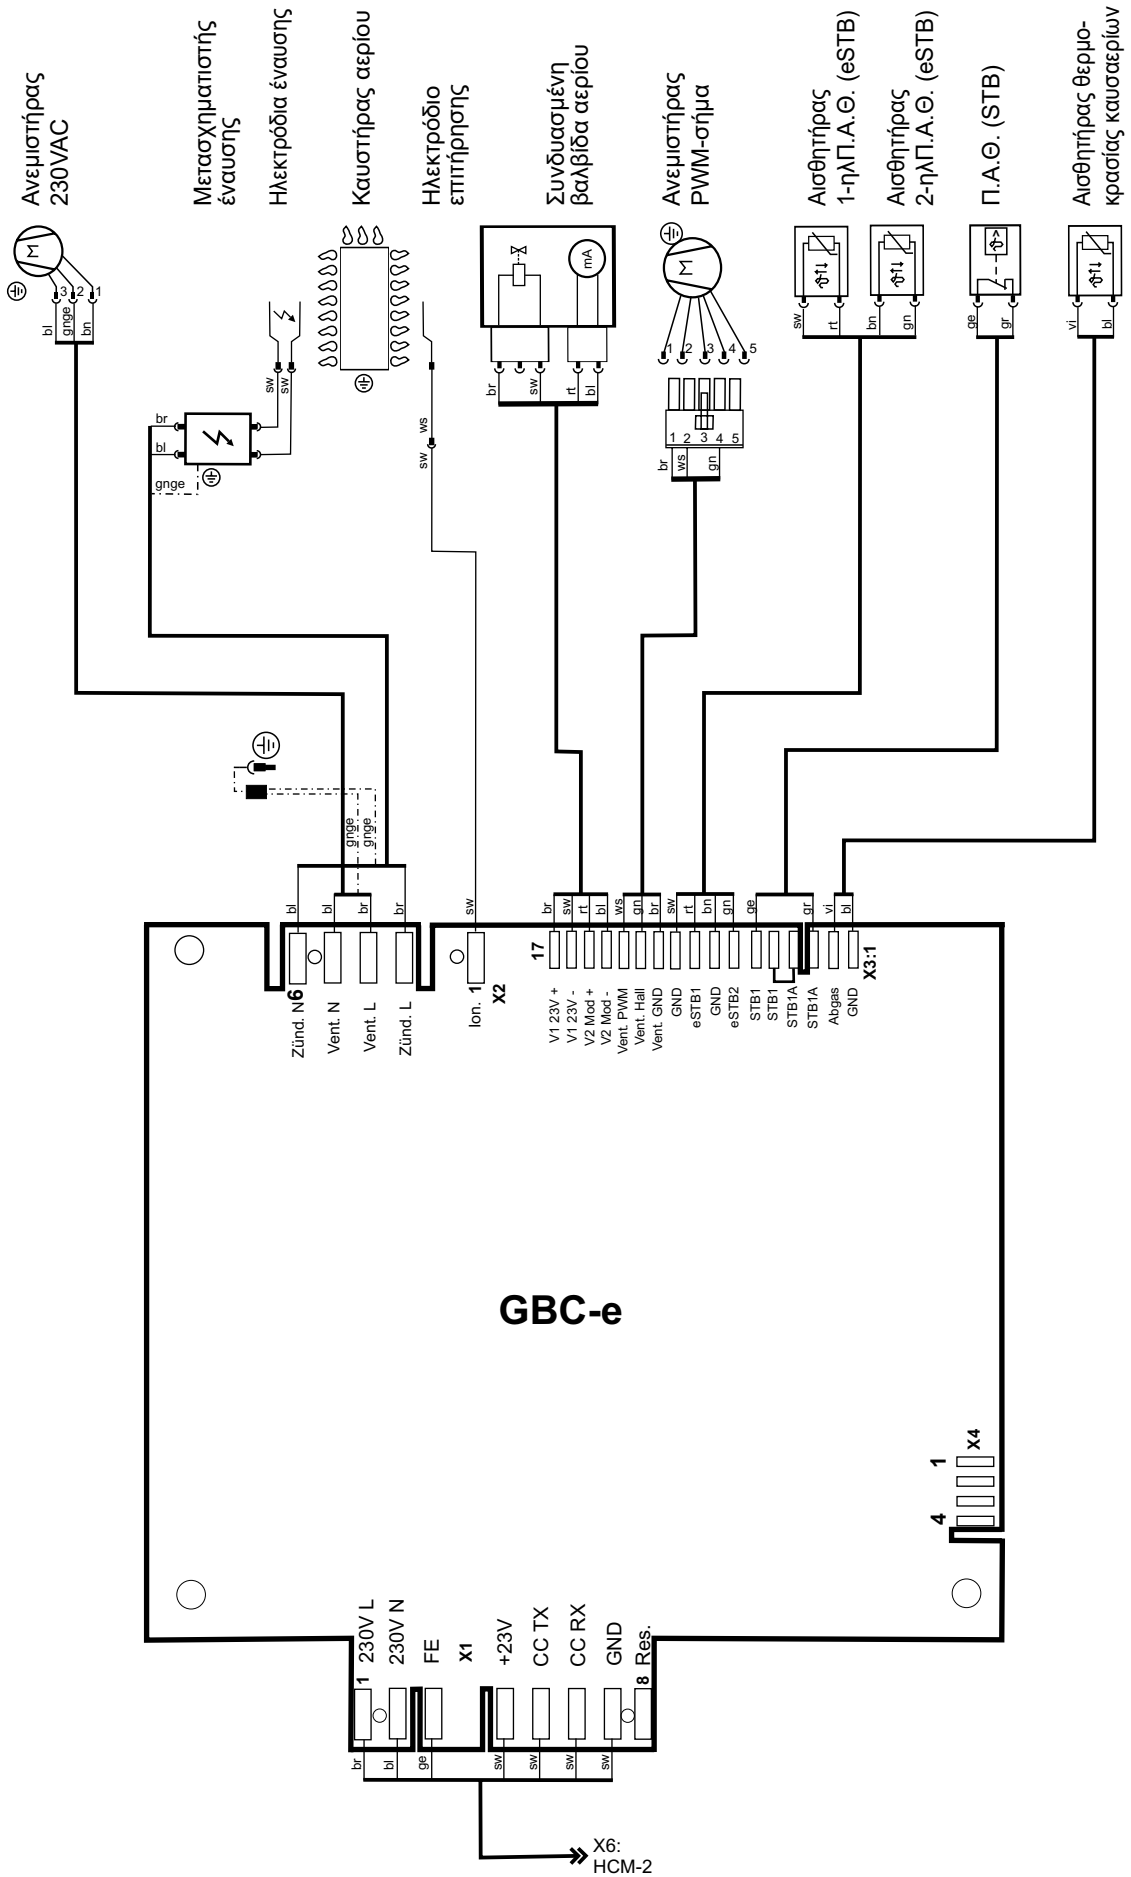 Ανεμιστήρας
230VAC
Μετασχηματιστής
έναυσης
Ηλεκτρόδια έναυσης
Καυστήρας αερίου
Ηλεκτρόδιο
επιτήρησης
Συνδυασμένη
βαλβίδα αερίου
Ανεμιστήρας
PWM-σήμα
Αισθητήρας
1-ηλΠ.Α.Θ. (eSTB)
Αισθητήρας
2-ηλΠ.Α.Θ. (eSTB)
Π.Α.Θ. (STB)
Αισθητήρας θερμο-
κρασίας καυσαερίων
M
3
2
1
bl
gnge
bn
br
bl
gnge
sw
sw
ws
sw
mA
br
sw
rt
bl
M
1
2
3
4
5
1
2
3
4
5
br
ws
gn
sw
rt
bn
gn
ge
gr
vi
bl
gnge
gnge
bl
bl
br
br
sw
br
sw
rt
bl
ws
gn
br
sw
rt
bn
gn
ge
gr
vi
bl
Zünd. N
6
Vent. N
Vent. L
Zünd. L
Ion.
1
X2
17
V1 23V +
V1 23V -
V2 Mod +
V2 Mod -
Vent. PWM
Vent. Hall
Vent. GND
GND
eSTB1
GND
eSTB2
STB1
STB1
STB1A
STB1A
Abgas
GND
X3:1
GBC-e
1
X4
4
1
230V L
230V N
FE
X1
+23V
CC TX
CC RX
GND
8
Res.
br
bl
ge
sw
sw
sw
sw
X6:
HCM-2